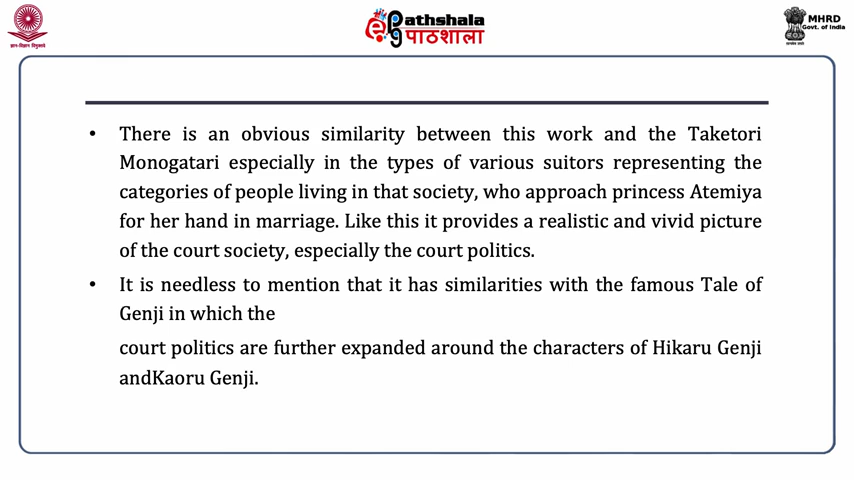 ज्ञान-विज्ञान विमुक्तये
ePathshala
पाठशाला
MHRD
Govt. of India
• There is an obvious similarity between this work and the Taketori
Monogatari especially in the types of various suitors representing the
categories of people living in that society, who approach princess Atemiya
for her hand in marriage. Like this it provides a realistic and vivid picture
of the court society, especially the court politics.
• It is needless to mention that it has similarities with the famous Tale of
Genji in which the
court politics are further expanded around the characters of Hikaru Genji
andKaoru Genji.